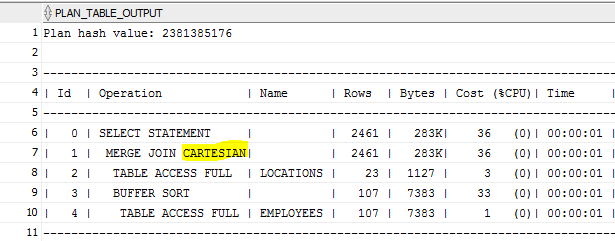 PLAN_TABLE_OUTPUT
1 Plan hash value: 2381385176
2
3 --------------------------------------------------------------------------------
4 | Id | Operation | Name | Rows | Bytes | Cost (%CPU)| Time |
5 --------------------------------------------------------------------------------
6 | 0 | SELECT STATEMENT | | 2461 | 283K| 36 (0)| 00:00:01 |
7 | 1 | MERGE JOIN CARTESIAN| | 2461 | 283K| 36 (0)| 00:00:01 |
8 | 2 | TABLE ACCESS FULL | LOCATIONS | 23 | 1127 | 3 (0)| 00:00:01 |
9 | 3 | BUFFER SORT | | 107 | 7383 | 33 (0)| 00:00:01 |
10 | 4 | TABLE ACCESS FULL | EMPLOYEES | 107 | 7383 | 1 (0)| 00:00:01 |
11 --------------------------------------------------------------------------------